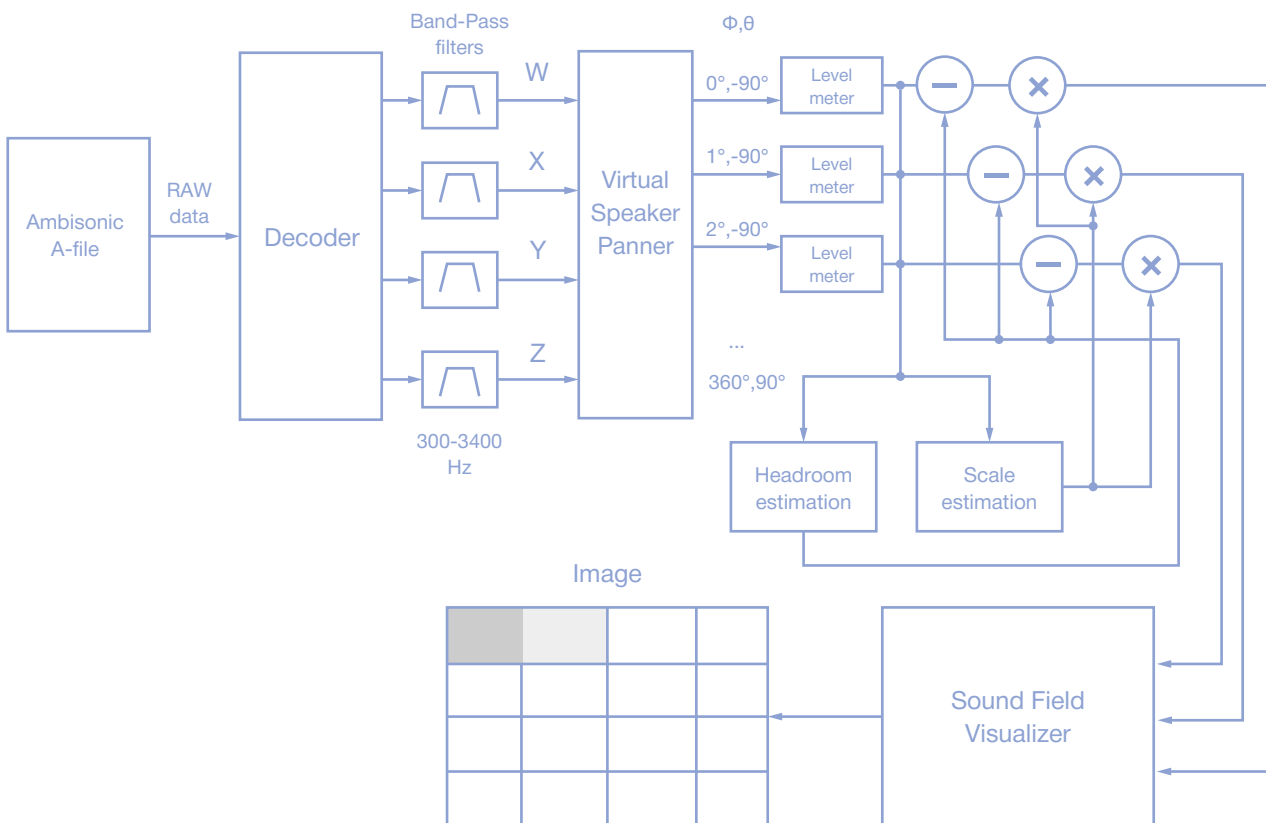 Band-Pass
filters
Φ,θ
W
0°,-90°
Level
meter
X
1°,-90°
Level
meter
Ambisonic
A-file
RAW
data
Decoder
Virtual
Speaker
Panner
Y
2°,-90°
Level
meter
Z
...
360°,90°
300-3400
Hz
Headroom
estimation
Scale
estimation
Image
Sound Field
Visualizer